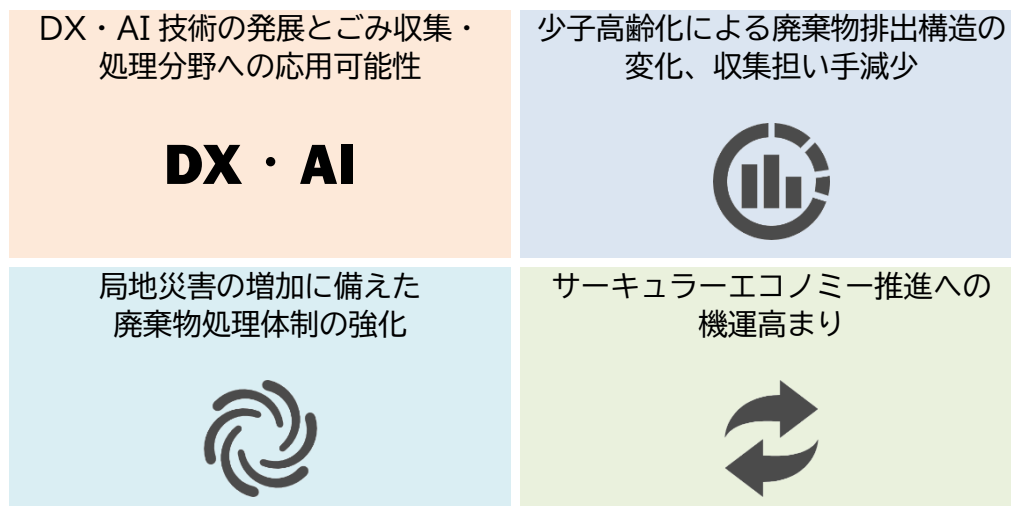 DX・AI 技術の発展とごみ収集・
処理分野への応用可能性
DX・AI
少子高齢化による廃棄物排出構造の
変化、収集担い手減少
局地災害の増加に備えた
廃棄物処理体制の強化
サーキュラーエコノミー推進への
機運高まり